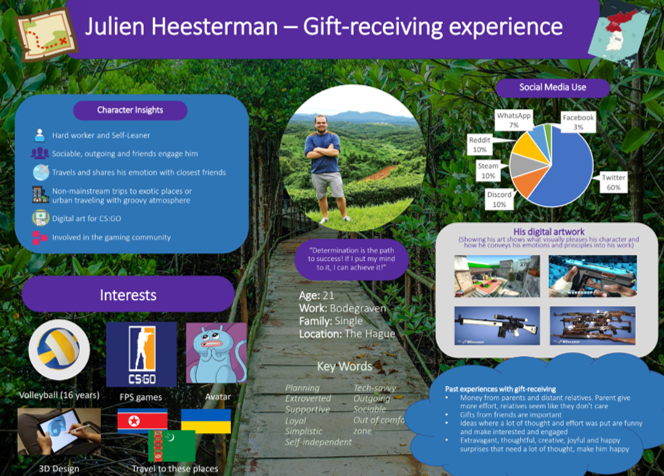 Julien Heesterman – Gift-receiving experience
Character Insights
Hard worker and Self-Leaner
Sociable, outgoing and friends engage him
Travels and shares his emotion with closest friends
Non-mainstream trips to exotic places or
urban traveling with groovy atmosphere
Digital art for CS:GO
Involved in the gaming community
Interests
CS:GO
Volleyball (16 years)
FPS games
Avatar
3D Design
Travel to these places
"Determination is the path
to success! If I put my mind
to it, I can achieve it!"
Age: 21
Work: Bodegraven
Family: Single
Location: The Hague
Key Words
Planning
Extroverted
Supportive
Loyal
Simplistic
Self independent
Tech-savvy
Outgoing
Sociable
Out of comfo
zone
Social Media Use
WhatsApp
7%
Facebook
3%
Reddit
10%
Steam
10%
Discord
10%
Twitter
60%
His digital artwork
(Showing his art shows what visually pleases his character and
how he conveys his emotions and principles into his work)
Past experiences with gift-receiving
• Money from parents and distant relatives. Parent give
more effort, relatives seem like they don't care
• Gifts from friends are important
• Ideas where a lot of thought and effort was put are funny
and make interested and engaged
• Extravagant, thoughtful, creative, joyful and happy
surprises that need a lot of thought, make him happy